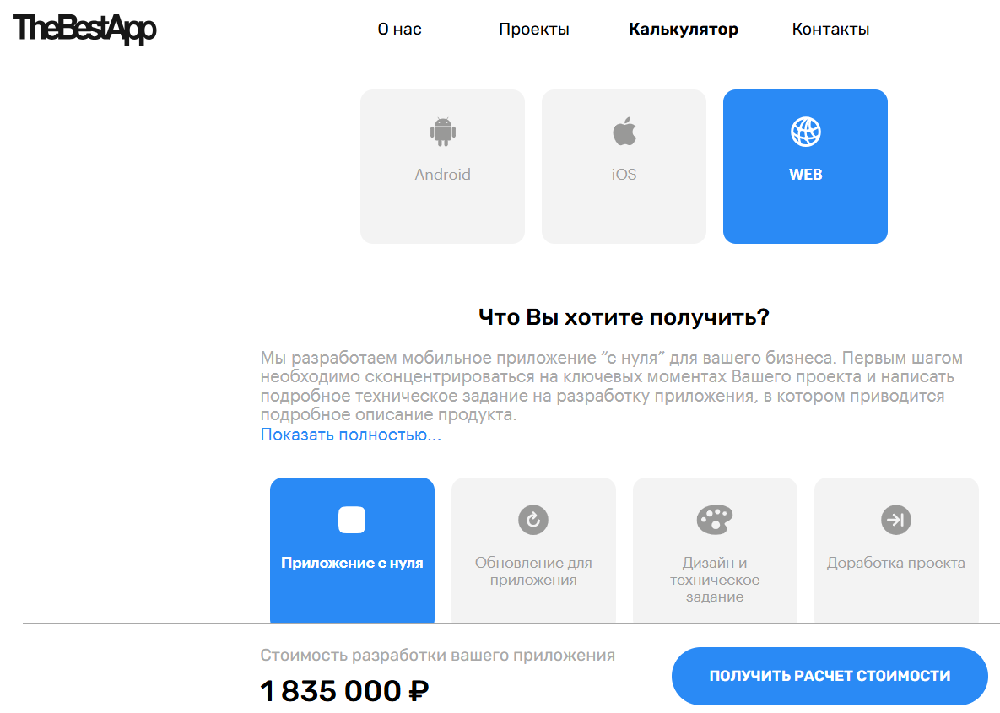 TheBestApp
О нас
Проекты
Калькулятор
Контакты
Android
iOS
WEB
Что Вы хотите получить?
Мы разработаем мобильное приложение “с нуля” для вашего бизнеса. Первым шагом
необходимо сконцентрироваться на ключевых моментах Вашего проекта и написать
подробное техническое задание на разработку приложения, в котором приводится
подробное описание продукта.
Показать полностью...
Приложение с нуля
Обновление для
приложения
Дизайн и
техническое
задание
Доработка проекта
Стоимость разработки вашего приложения
1 835 000 ₽
ПОЛУЧИТЬ РАСЧЕТ СТОИМОСТИ